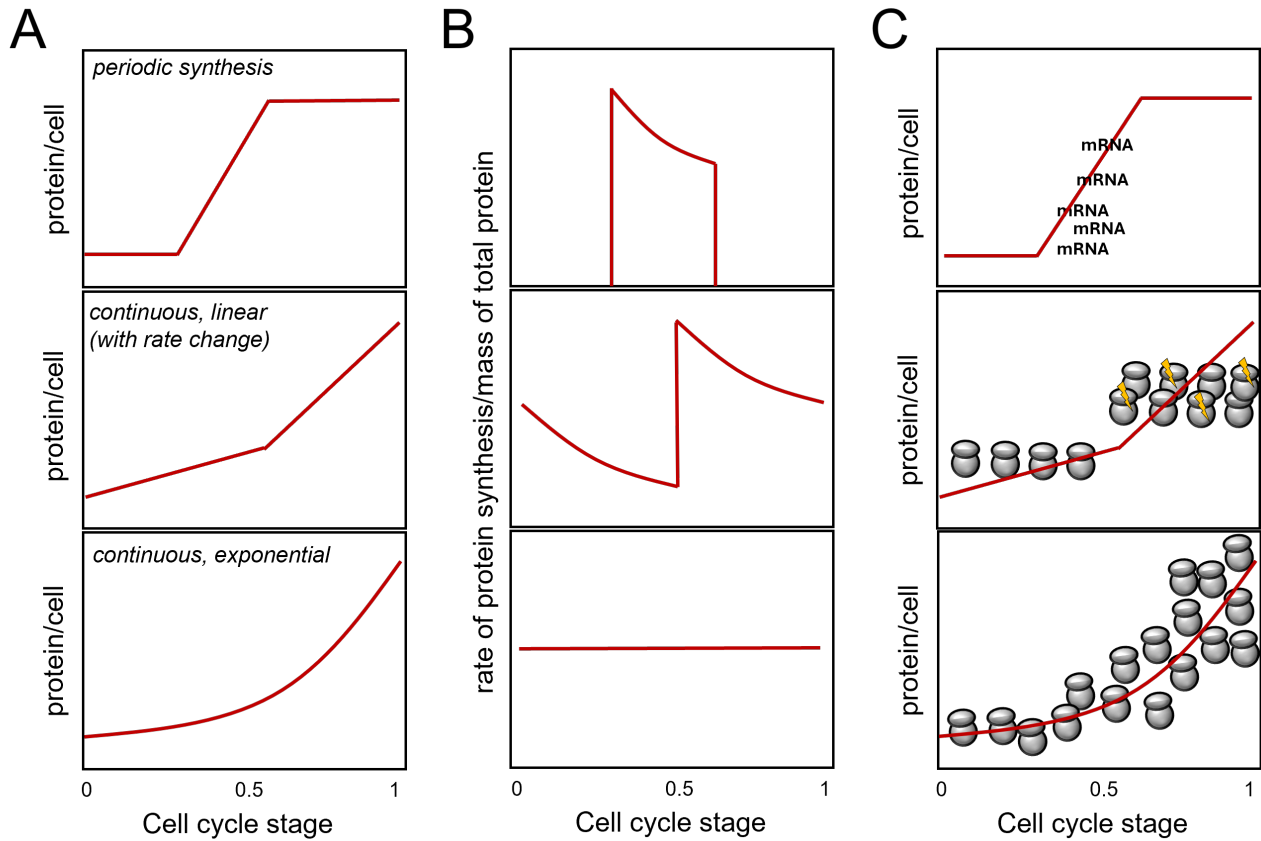 A
B
C
periodic synthesis
protein/cell
continuous, linear
(with rate change)
protein/cell
continuous, exponential
protein/cell
0
0.5
1
Cell cycle stage
rate of protein synthesis/mass of total protein
0
0.5
1
Cell cycle stage
protein/cell
mRNA
mRNA
mRNA
mRNA
mRNA
protein/cell
protein/cell
0
0.5
1
Cell cycle stage